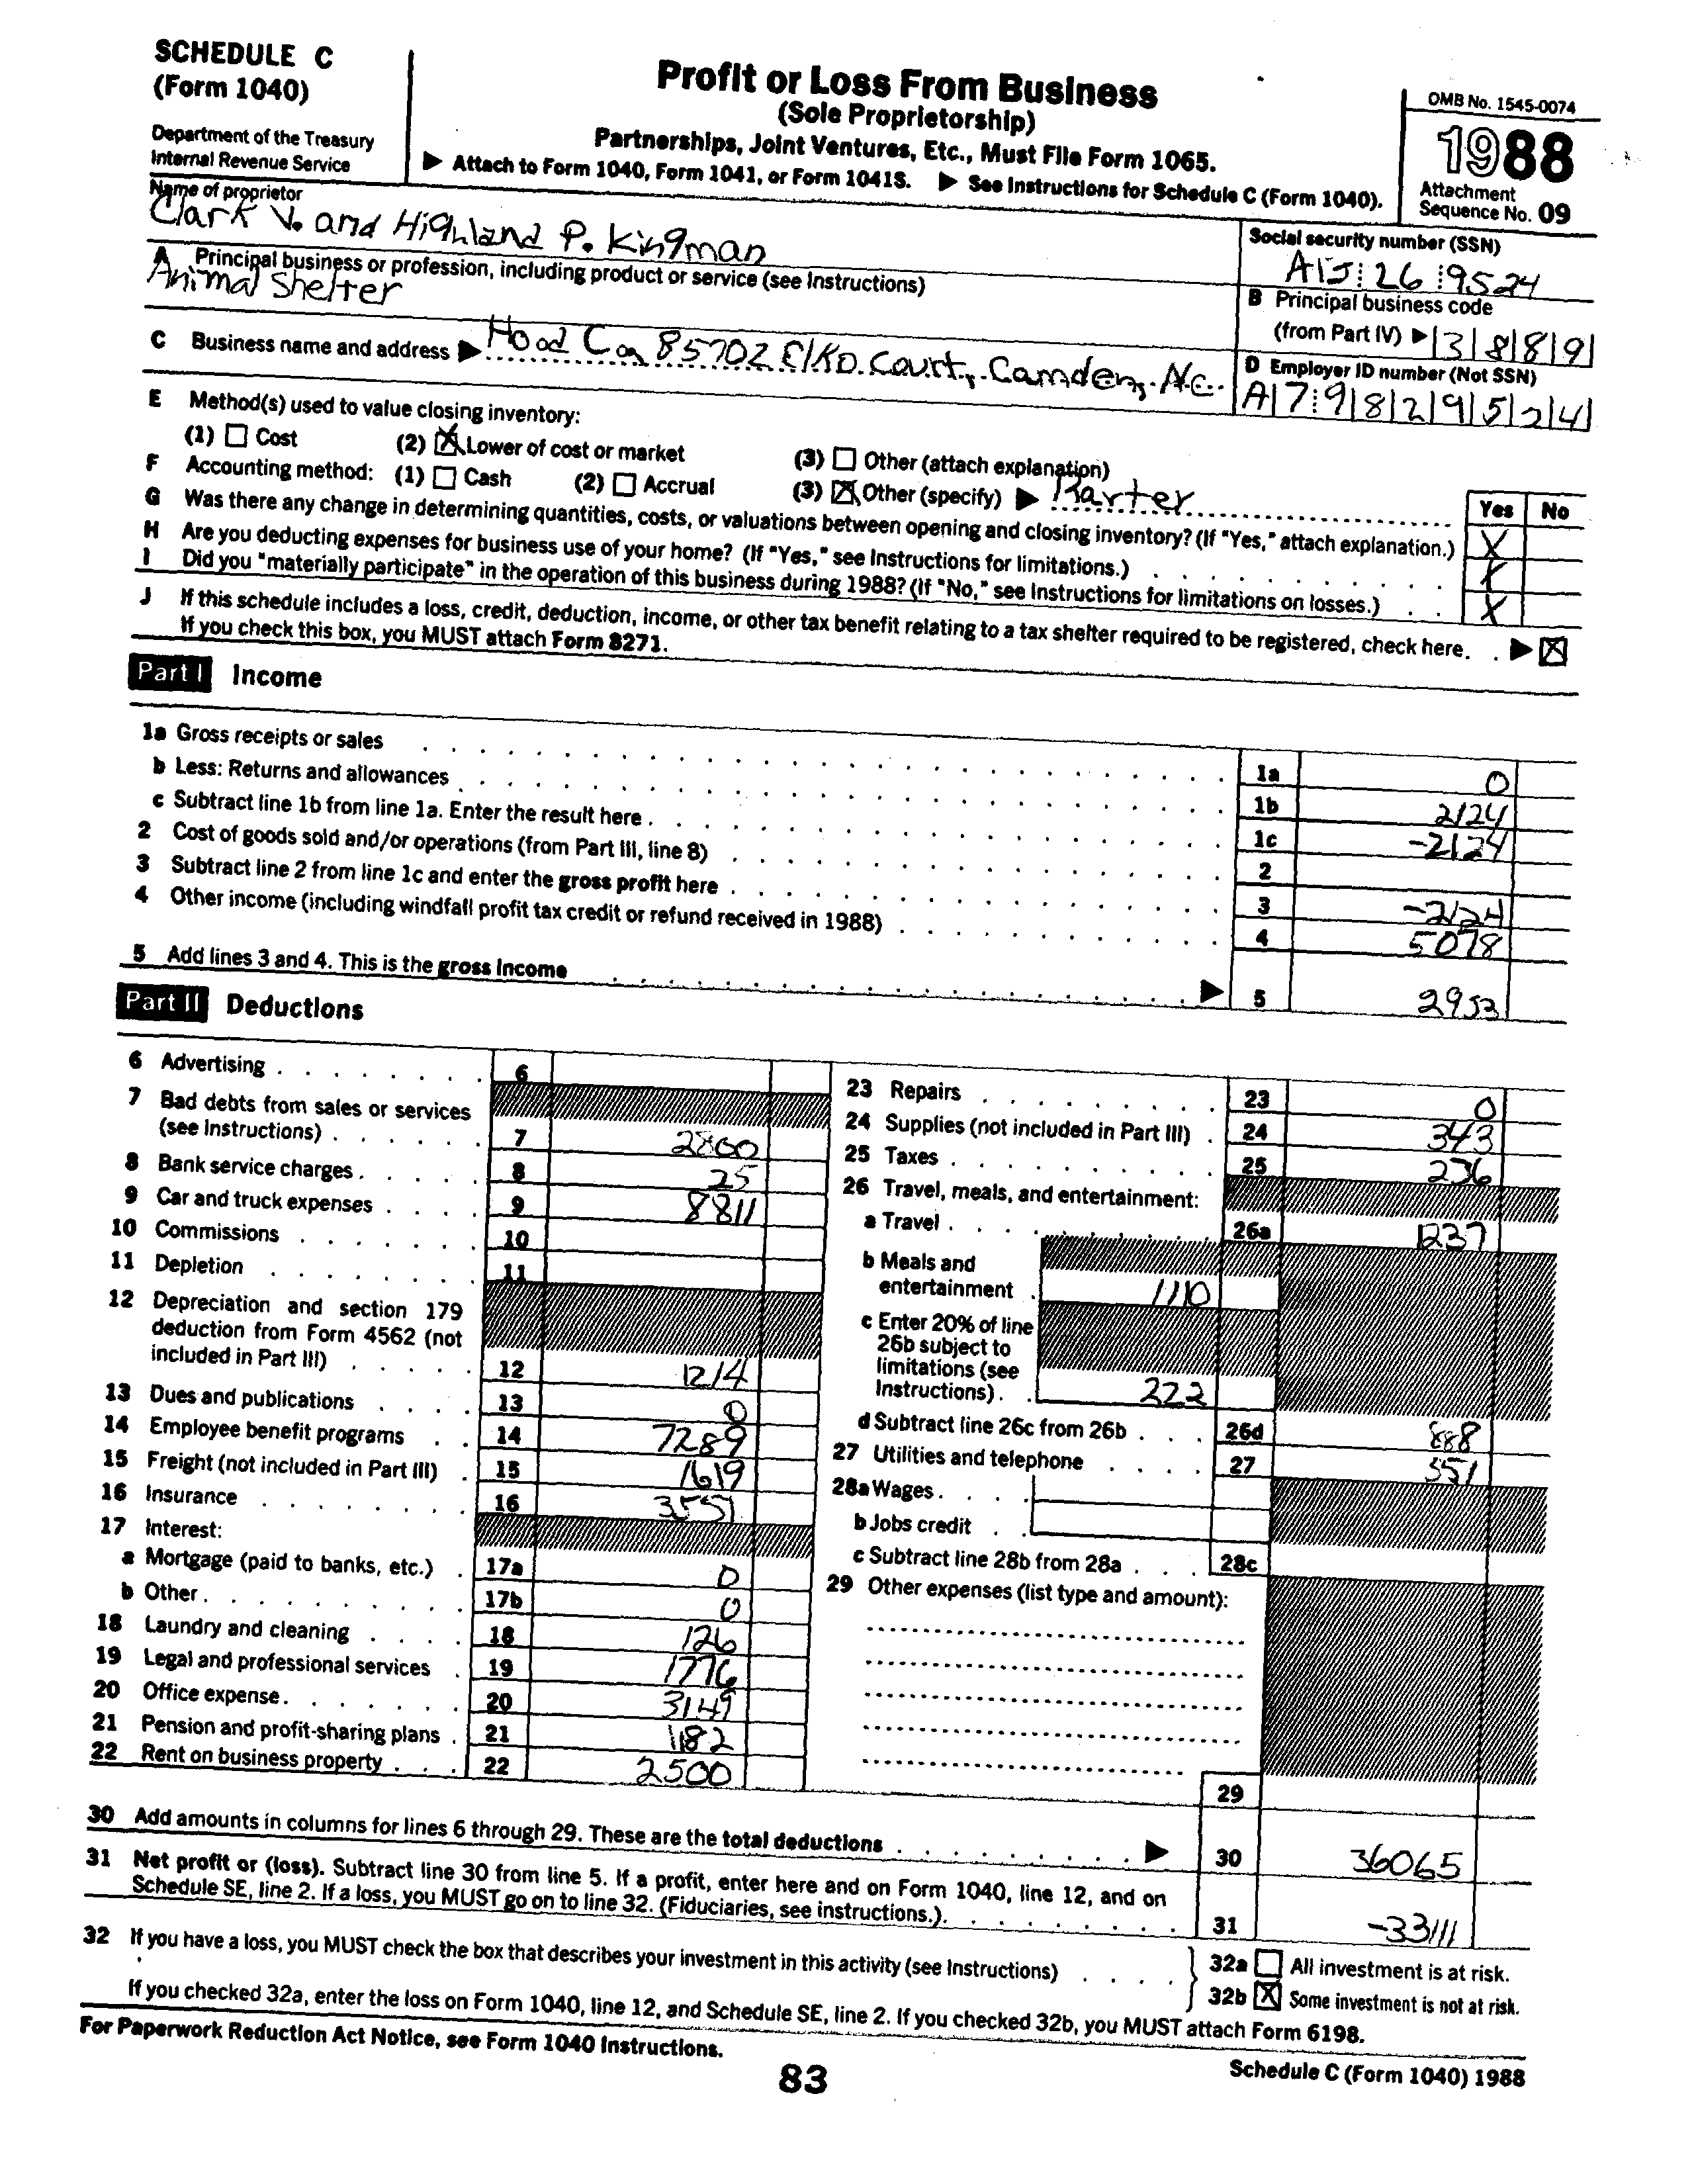 SCHEDULE C
(Form 1040)
Department of the Treasury
Internal Revenue Service
Profit or Loss From Business
(Sole Proprietorship)
Partnerships, Joint Ventures, Etc., Must File Form 1065.
▶ Attach to Form 1040, Form 1041, or Form 1041S. ▶ See Instructions for Schedule C (Form 1040).
OMB No. 1545-0074
1988
Attachment
Sequence No. 09
Name of proprietor
Clark V. and Highland P. Kingman
Social security number (SSN)
AIJ 26 9524
A Principal business or profession, including product or service (see Instructions)
Animal Shelter
B Principal business code
(from Part IV) ▶ 3 8 8 9
C Business name and address ▶ Hood Co, 85702 Elko Court, Camden, NC
D Employer ID number (Not SSN)
A 7 9 8 2 9 5 2 4
E Method(s) used to value closing inventory:
(1) ☐ Cost (2) ☒ Lower of cost or market (3) ☐ Other (attach explanation)
F Accounting method: (1) ☐ Cash (2) ☐ Accrual (3) ☒ Other (specify) ▶ Barter
Yes No
G Was there any change in determining quantities, costs, or valuations between opening and closing inventory? (If "Yes," attach explanation.) X
H Are you deducting expenses for business use of your home? (If "Yes," see Instructions for limitations.) X
I Did you "materially participate" in the operation of this business during 1988? (If "No," see Instructions for limitations on losses.) X
J If this schedule includes a loss, credit, deduction, income, or other tax benefit relating to a tax shelter required to be registered, check here. ▶ ☒
If you check this box, you MUST attach Form 8271.
Part I Income
1a Gross receipts or sales 1a 0
b Less: Returns and allowances 1b 2124
c Subtract line 1b from line 1a. Enter the result here 1c -2124
2 Cost of goods sold and/or operations (from Part III, line 8) 2
3 Subtract line 2 from line 1c and enter the gross profit here 3 -2124
4 Other income (including windfall profit tax credit or refund received in 1988) 4 5078
5 Add lines 3 and 4. This is the gross income ▶ 5 2953
Part II Deductions
6 Advertising 6
7 Bad debts from sales or services
(see Instructions) 7 2800
8 Bank service charges 8 25
9 Car and truck expenses 9 8811
10 Commissions 10
11 Depletion 11
12 Depreciation and section 179
deduction from Form 4562 (not
included in Part III) 12 1214
13 Dues and publications 13 0
14 Employee benefit programs 14 7289
15 Freight (not included in Part III) 15 1619
16 Insurance 16 3551
17 Interest:
a Mortgage (paid to banks, etc.) 17a 0
b Other 17b 0
18 Laundry and cleaning 18 126
19 Legal and professional services 19 1776
20 Office expense 20 3149
21 Pension and profit-sharing plans 21 1182
22 Rent on business property 22 2500
23 Repairs 23 0
24 Supplies (not included in Part III) 24 343
25 Taxes 25 236
26 Travel, meals, and entertainment:
a Travel 26a 1237
b Meals and
entertainment 1110
c Enter 20% of line
26b subject to
limitations (see
Instructions) 222
d Subtract line 26c from 26b 26d 888
27 Utilities and telephone 27 551
28a Wages
b Jobs credit
c Subtract line 28b from 28a 28c
29 Other expenses (list type and amount):
29
30 Add amounts in columns for lines 6 through 29. These are the total deductions ▶ 30 36065
31 Net profit or (loss). Subtract line 30 from line 5. If a profit, enter here and on Form 1040, line 12, and on
Schedule SE, line 2. If a loss, you MUST go on to line 32. (Fiduciaries, see instructions.) 31 -33111
32 If you have a loss, you MUST check the box that describes your investment in this activity (see Instructions)
32a ☐ All investment is at risk.
32b ☒ Some investment is not at risk.
If you checked 32a, enter the loss on Form 1040, line 12, and Schedule SE, line 2. If you checked 32b, you MUST attach Form 6198.
For Paperwork Reduction Act Notice, see Form 1040 Instructions.
Schedule C (Form 1040) 1988
83